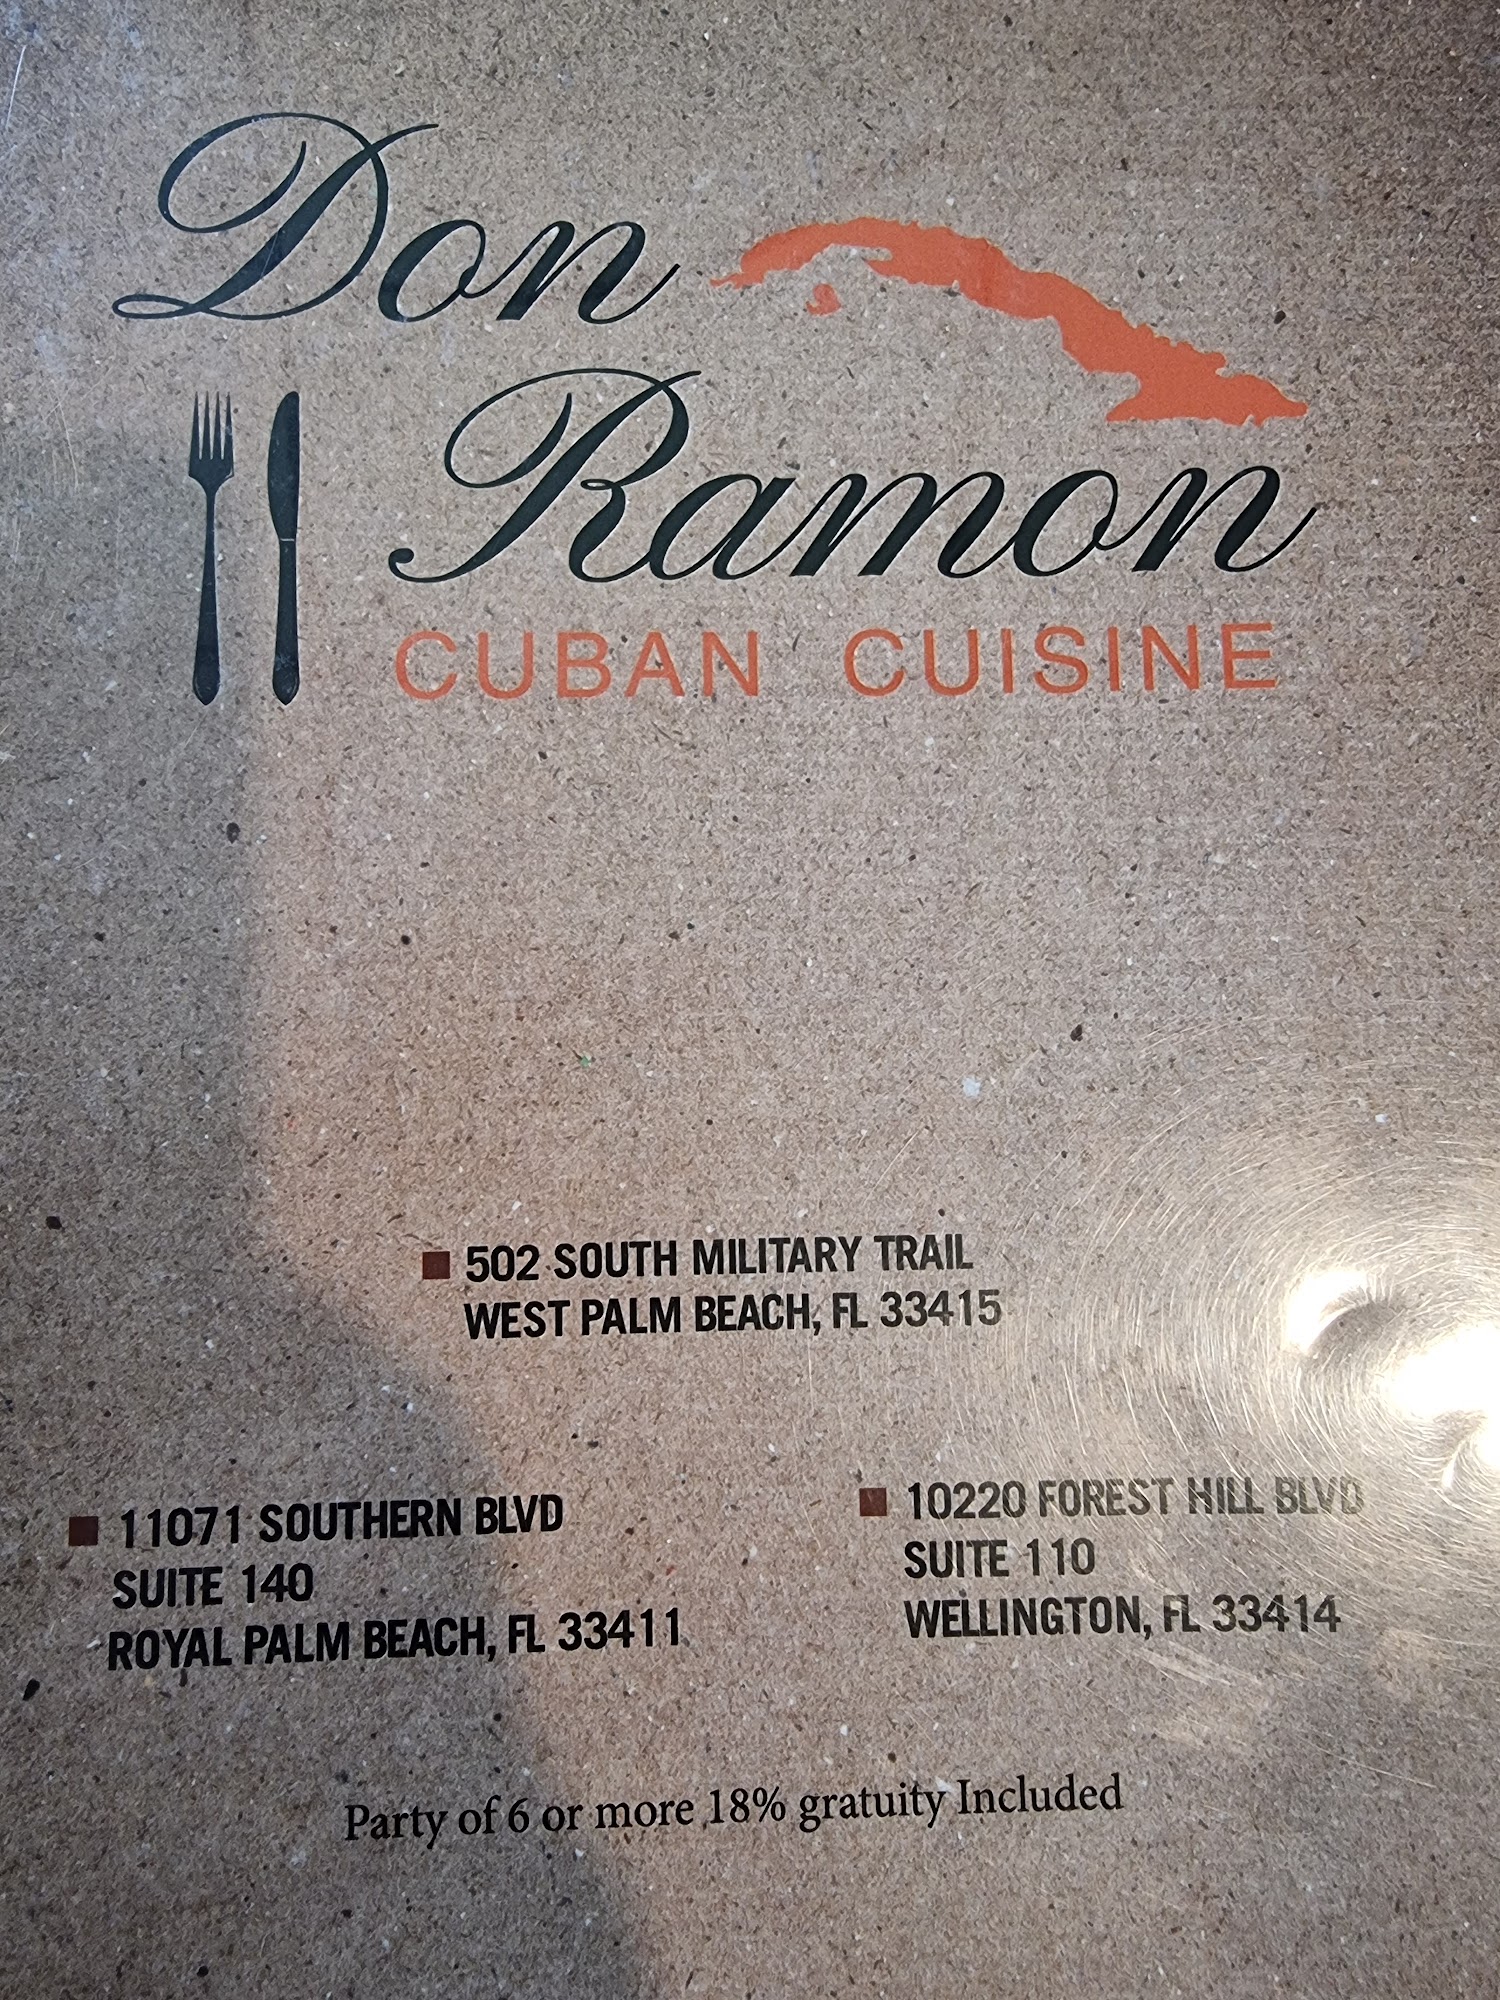 Don
Ramon
CUBAN CUISINE
502 SOUTH MILITARY TRAIL
WEST PALM BEACH, FL 33415
11071 SOUTHERN BLVD
SUITE 140
ROYAL PALM BEACH, FL 33411
10220 FOREST HILL BLVD
SUITE 110
WELLINGTON, FL 33414
Party of 6 or more 18% gratuity Included